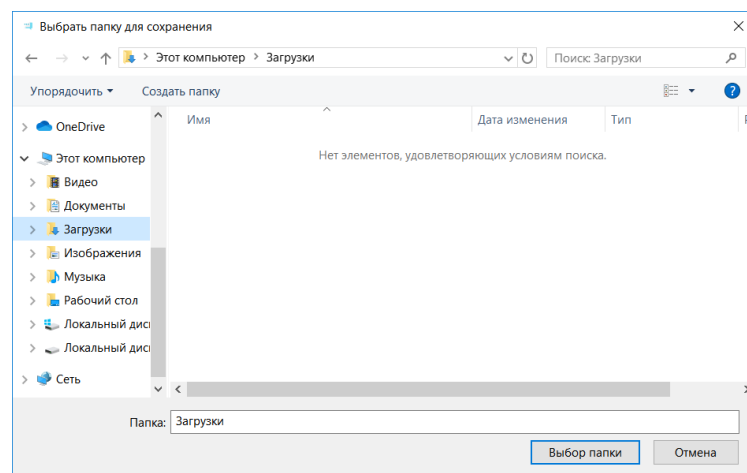 Выбрать папку для сохранения
Этот компьютер > Загрузки
Поиск: Загрузки
Упорядочить
Создать папку
?
Имя
Дата изменения
Тип
OneDrive
Нет элементов, удовлетворяющих условиям поиска.
Этот компьютер
Видео
Документы
Загрузки
Изображения
Музыка
Рабочий стол
Локальный дис
Локальный дис
Сеть
Папка: Загрузки
Выбор папки
Отмена